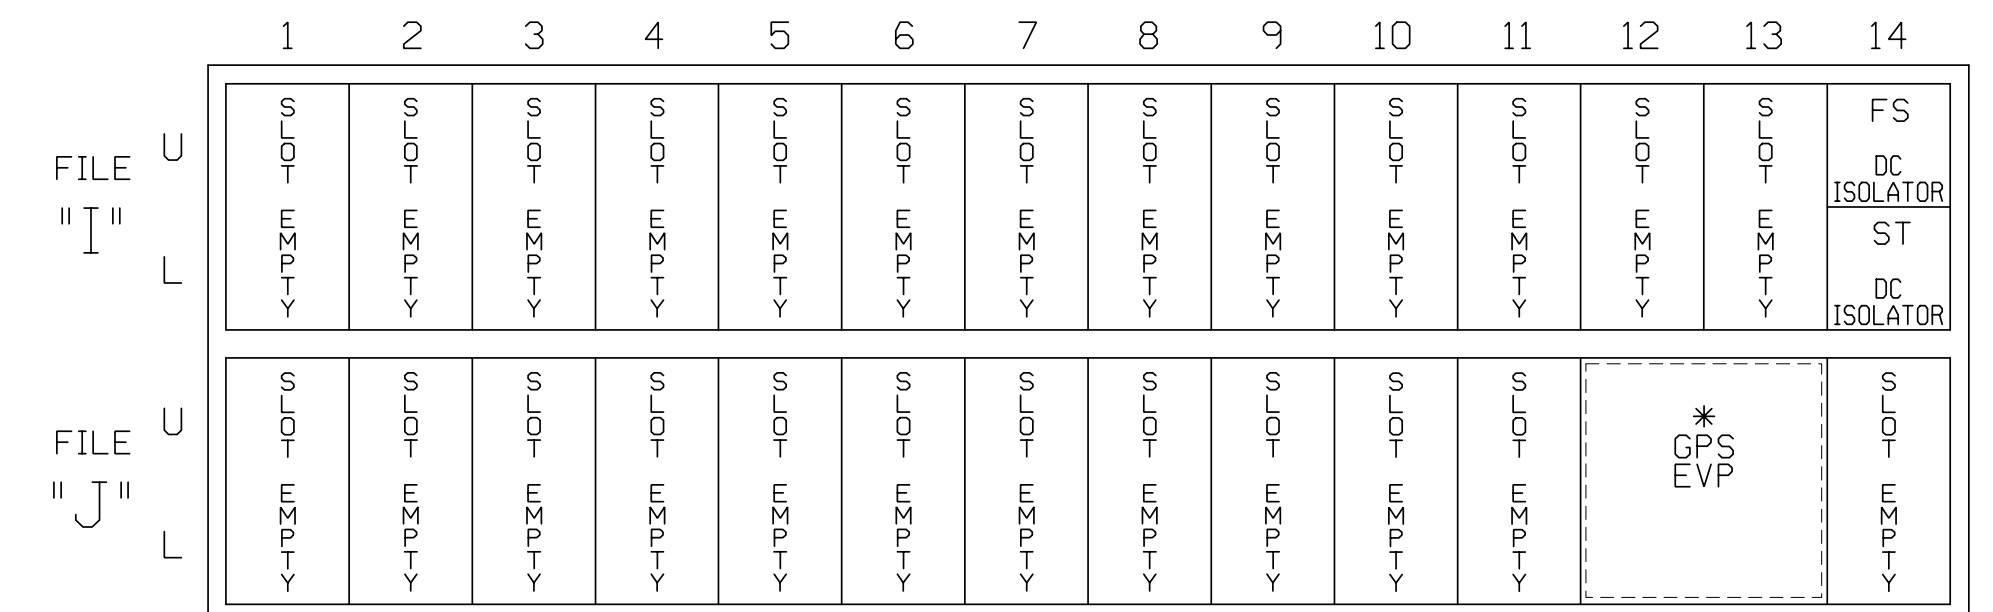 1 2 3 4 5 6 7 8 9 10 11 12 13 14
FILE "I"
U
L
SLOT EMPTY
SLOT EMPTY
SLOT EMPTY
SLOT EMPTY
SLOT EMPTY
SLOT EMPTY
SLOT EMPTY
SLOT EMPTY
SLOT EMPTY
SLOT EMPTY
SLOT EMPTY
SLOT EMPTY
SLOT EMPTY
FS
DC
ISOLATOR
ST
DC
ISOLATOR
FILE "J"
U
L
SLOT EMPTY
SLOT EMPTY
SLOT EMPTY
SLOT EMPTY
SLOT EMPTY
SLOT EMPTY
SLOT EMPTY
SLOT EMPTY
SLOT EMPTY
SLOT EMPTY
SLOT EMPTY
*
GPS
EVP
SLOT EMPTY